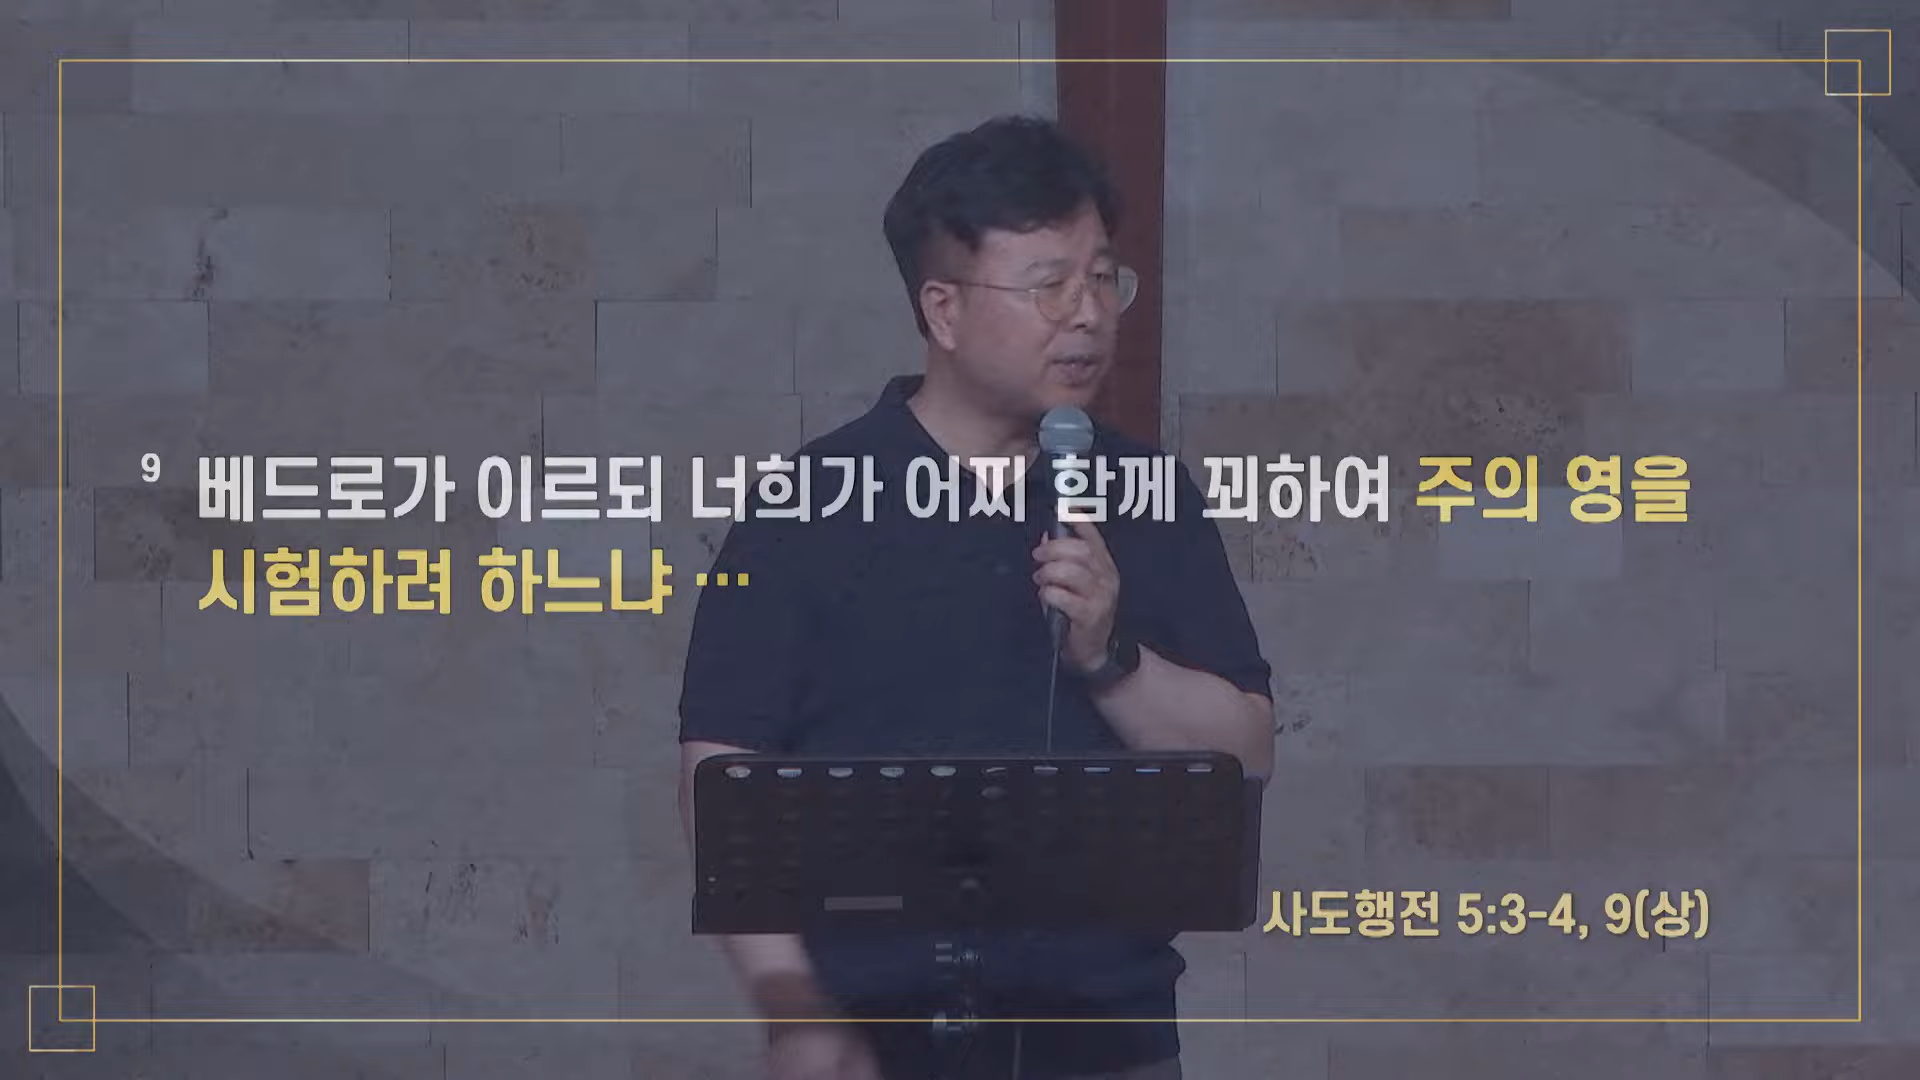 9 베드로가 이르되 너희가 어찌 함께 꾀하여 주의 영을
시험하려 하느냐 …
사도행전 5:3-4, 9(상)